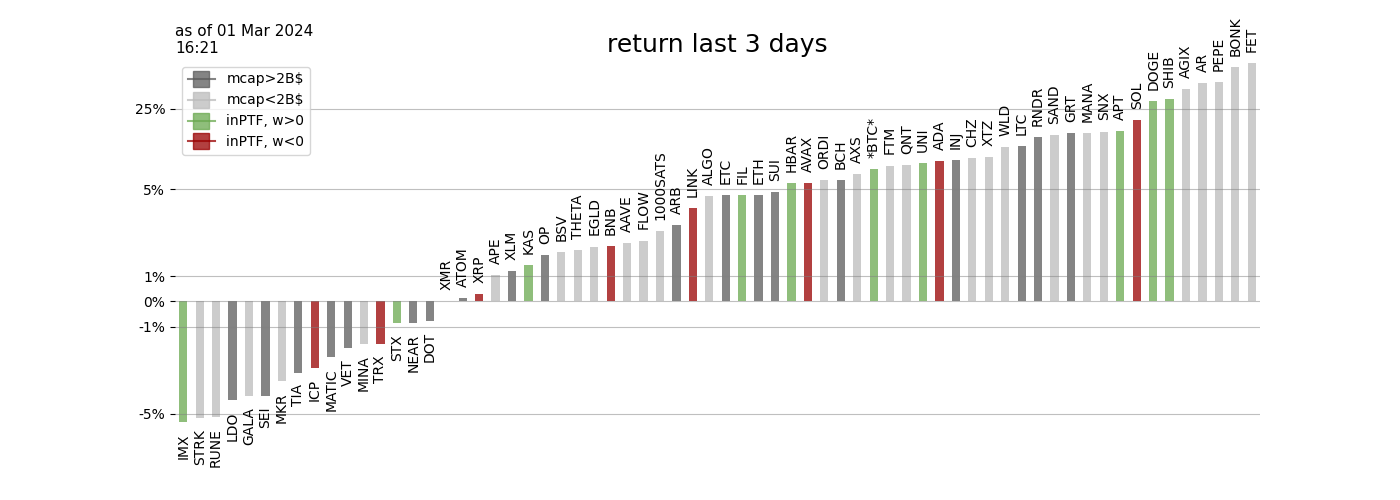 as of 01 Mar 2024
16:21
return last 3 days
mcap>2B$
mcap<2B$
inPTF, w>0
inPTF, w<0
25%
5%
1%
0%
-1%
-5%
IMX
STRK
RUNE
LDO
GALA
SEI
MKR
TIA
ICP
MATIC
VET
MINA
TRX
STX
NEAR
DOT
XMR
ATOM
XRP
APE
XLM
KAS
OP
BSV
THETA
EGLD
BNB
AAVE
FLOW
1000SATS
ARB
LINK
ALGO
ETC
FIL
ETH
SUI
HBAR
AVAX
ORDI
BCH
AXS
*BTC*
FTM
QNT
UNI
ADA
INJ
CHZ
XTZ
WLD
LTC
RNDR
SAND
GRT
MANA
SNX
APT
SOL
DOGE
SHIB
AGIX
AR
PEPE
BONK
FET